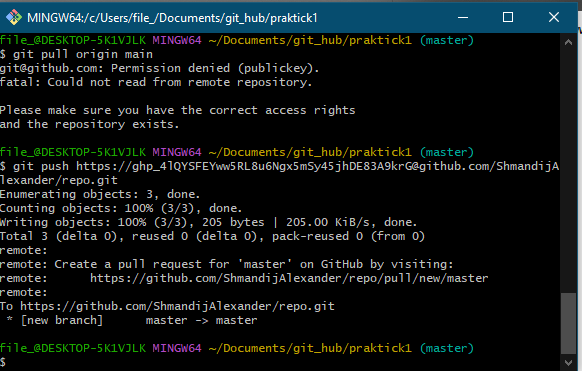 MINGW64:/c/Users/file_/Documents/git_hub/praktick1
file_@DESKTOP-5K1VJLK MINGW64 ~/Documents/git_hub/praktick1 (master)
$ git pull origin main
git@github.com: Permission denied (publickey).
fatal: Could not read from remote repository.
Please make sure you have the correct access rights
and the repository exists.
file_@DESKTOP-5K1VJLK MINGW64 ~/Documents/git_hub/praktick1 (master)
$ git push https://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@github.com/ShmandijA
lexander/repo.git
Enumerating objects: 3, done.
Counting objects: 100% (3/3), done.
Writing objects: 100% (3/3), 205 bytes | 205.00 KiB/s, done.
Total 3 (delta 0), reused 0 (delta 0), pack-reused 0 (from 0)
remote:
remote: Create a pull request for 'master' on GitHub by visiting:
remote:      https://github.com/ShmandijAlexander/repo/pull/new/master
remote:
To https://github.com/ShmandijAlexander/repo.git
 * [new branch]      master -> master
file_@DESKTOP-5K1VJLK MINGW64 ~/Documents/git_hub/praktick1 (master)
$